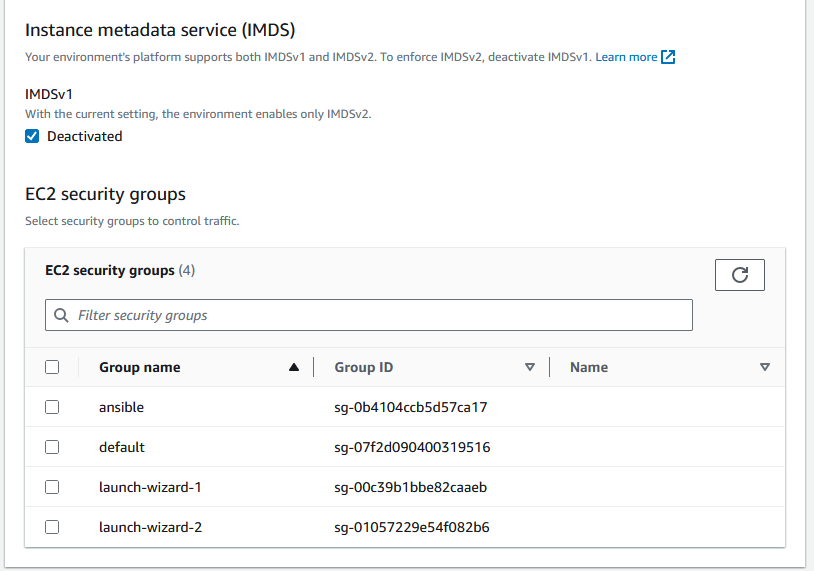 Instance metadata service (IMDS)
Your environment's platform supports both IMDSv1 and IMDSv2. To enforce IMDSv2, deactivate IMDSv1. Learn more
IMDSv1
With the current setting, the environment enables only IMDSv2.
Deactivated
EC2 security groups
Select security groups to control traffic.
EC2 security groups (4)
Filter security groups
Group name Group ID Name
ansible sg-0b4104ccb5d57ca17
default sg-07f2d090400319516
launch-wizard-1 sg-00c39b1bbe82caaeb
launch-wizard-2 sg-01057229e54f082b6